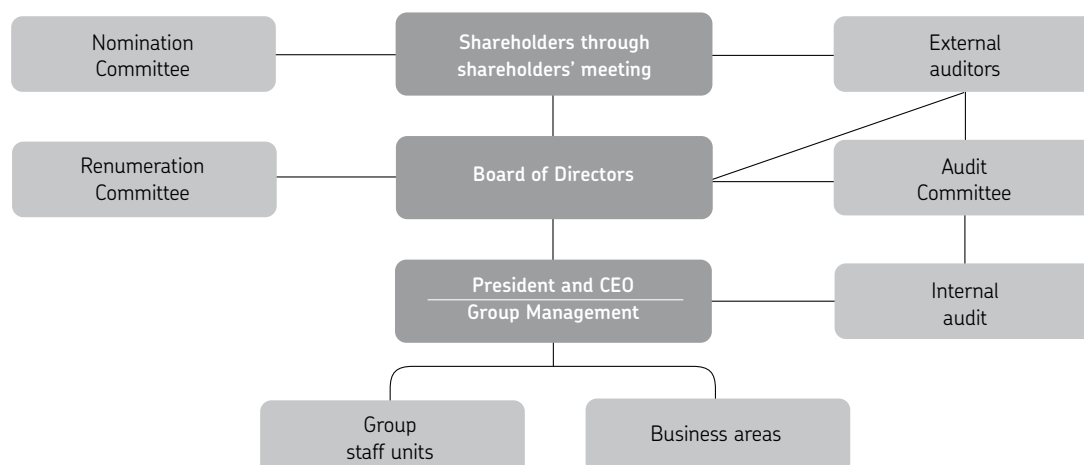 Nomination
Committee
Shareholders through
shareholders' meeting
External
auditors
Renumeration
Committee
Board of Directors
Audit
Committee
President and CEO
Group Management
Internal
audit
Group
staff units
Business areas